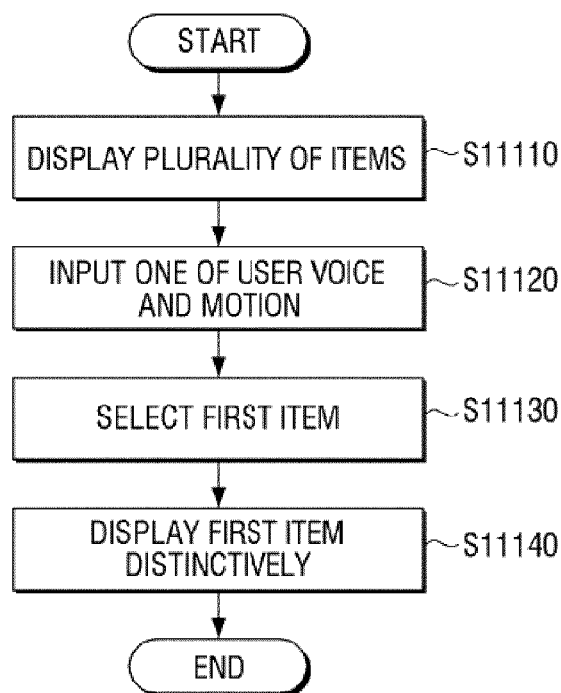 START
DISPLAY PLURALITY OF ITEMS
S11110
INPUT ONE OF USER VOICE
AND MOTION
S11120
SELECT FIRST ITEM
S11130
DISPLAY FIRST ITEM
DISTINCTIVELY
S11140
END